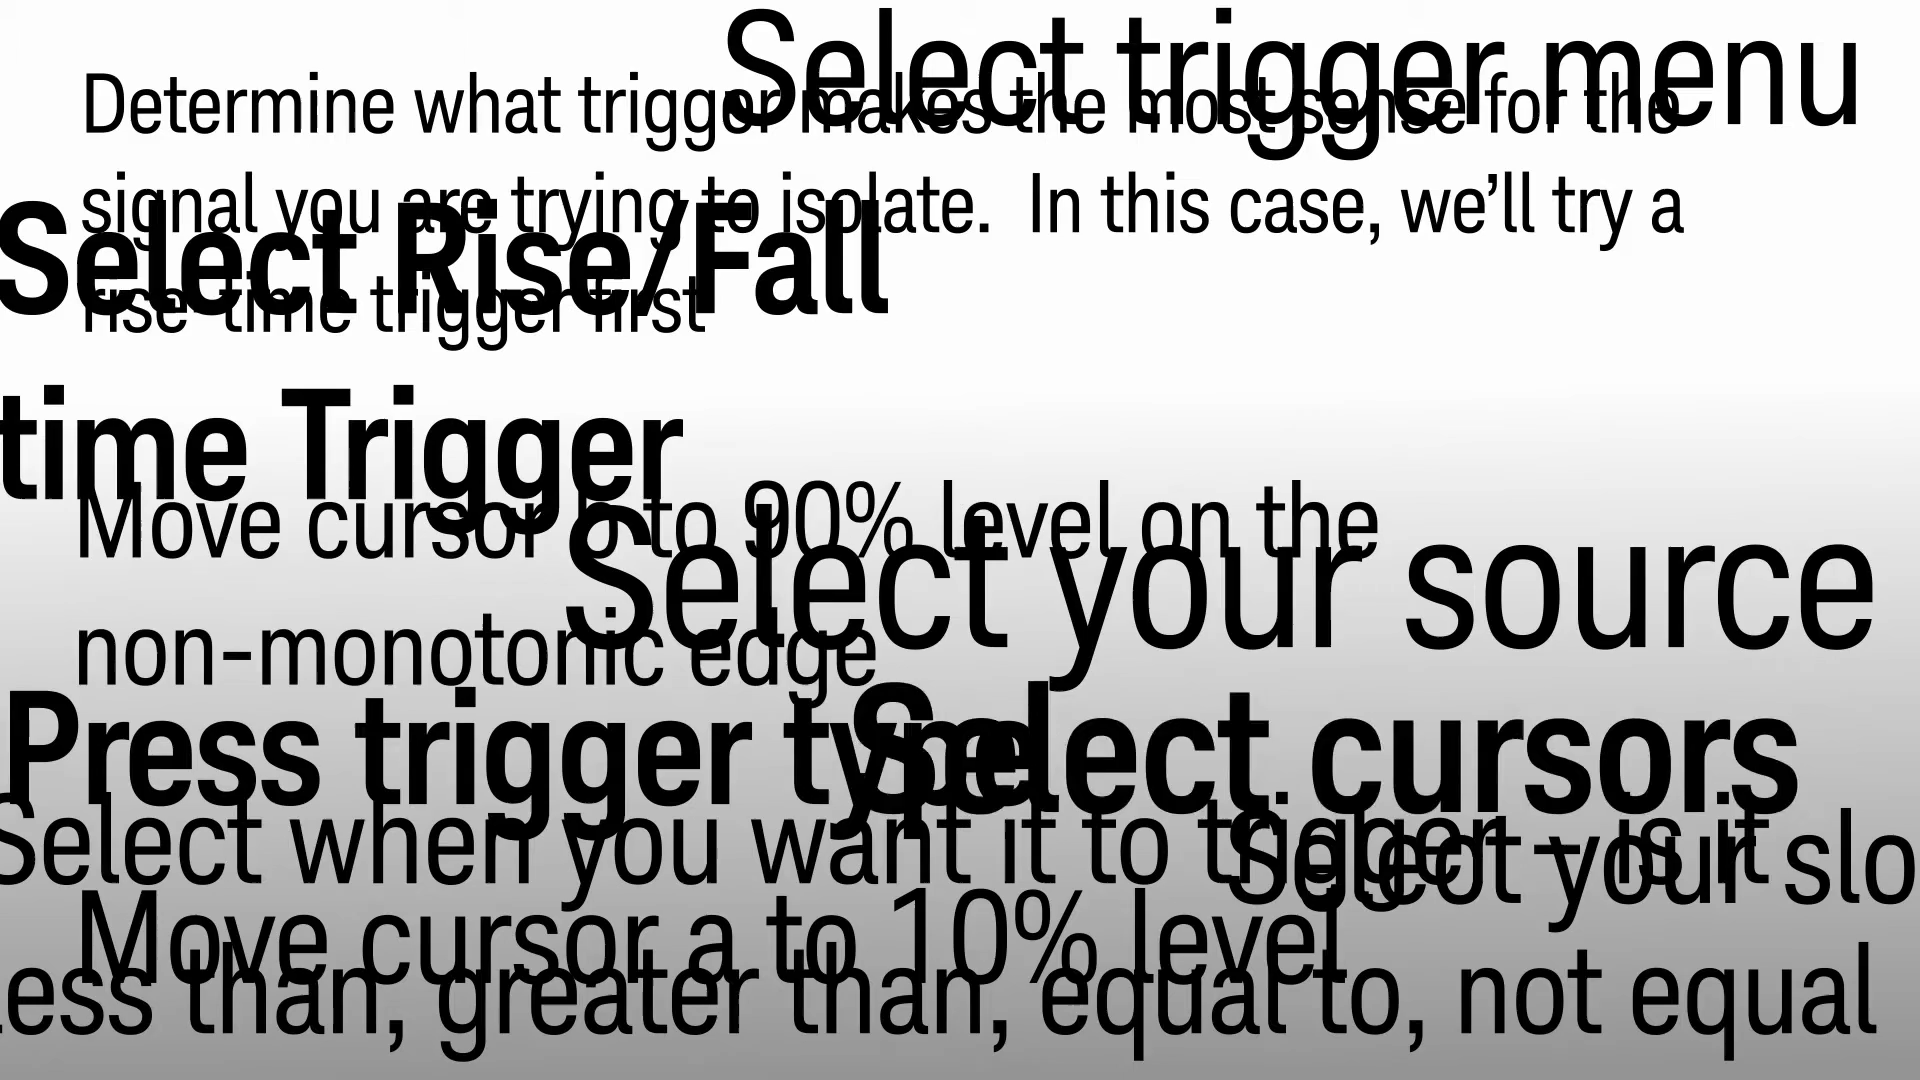 Select trigger menu
Determine what trigger makes the most sense for the
signal you are trying to isolate. In this case, we’ll try a
rise-time trigger first
Select Rise/Fall
time Trigger
Move cursor b to 90% level on the
non-monotonic edge
Select your source
Press trigger type
Select cursors
Select when you want it to trigger – is it
less than, greater than, equal to, not equal
Select your slo
Move cursor a to 10% level